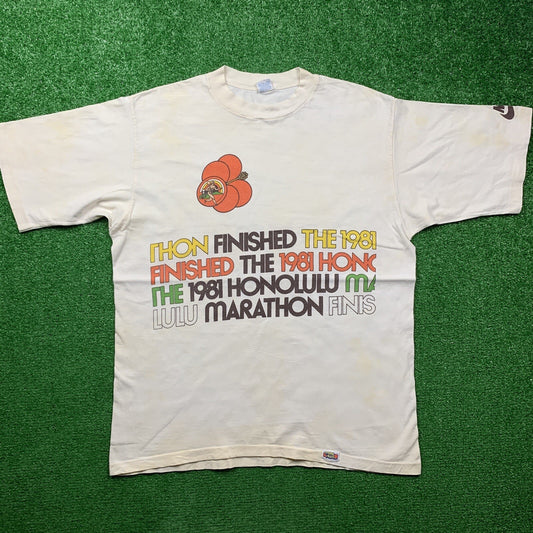 THON FINISHED THE 1981
FINISHED THE 1981 HONO
THE 1981 HONOLULU MA
LULU MARATHON FINIS